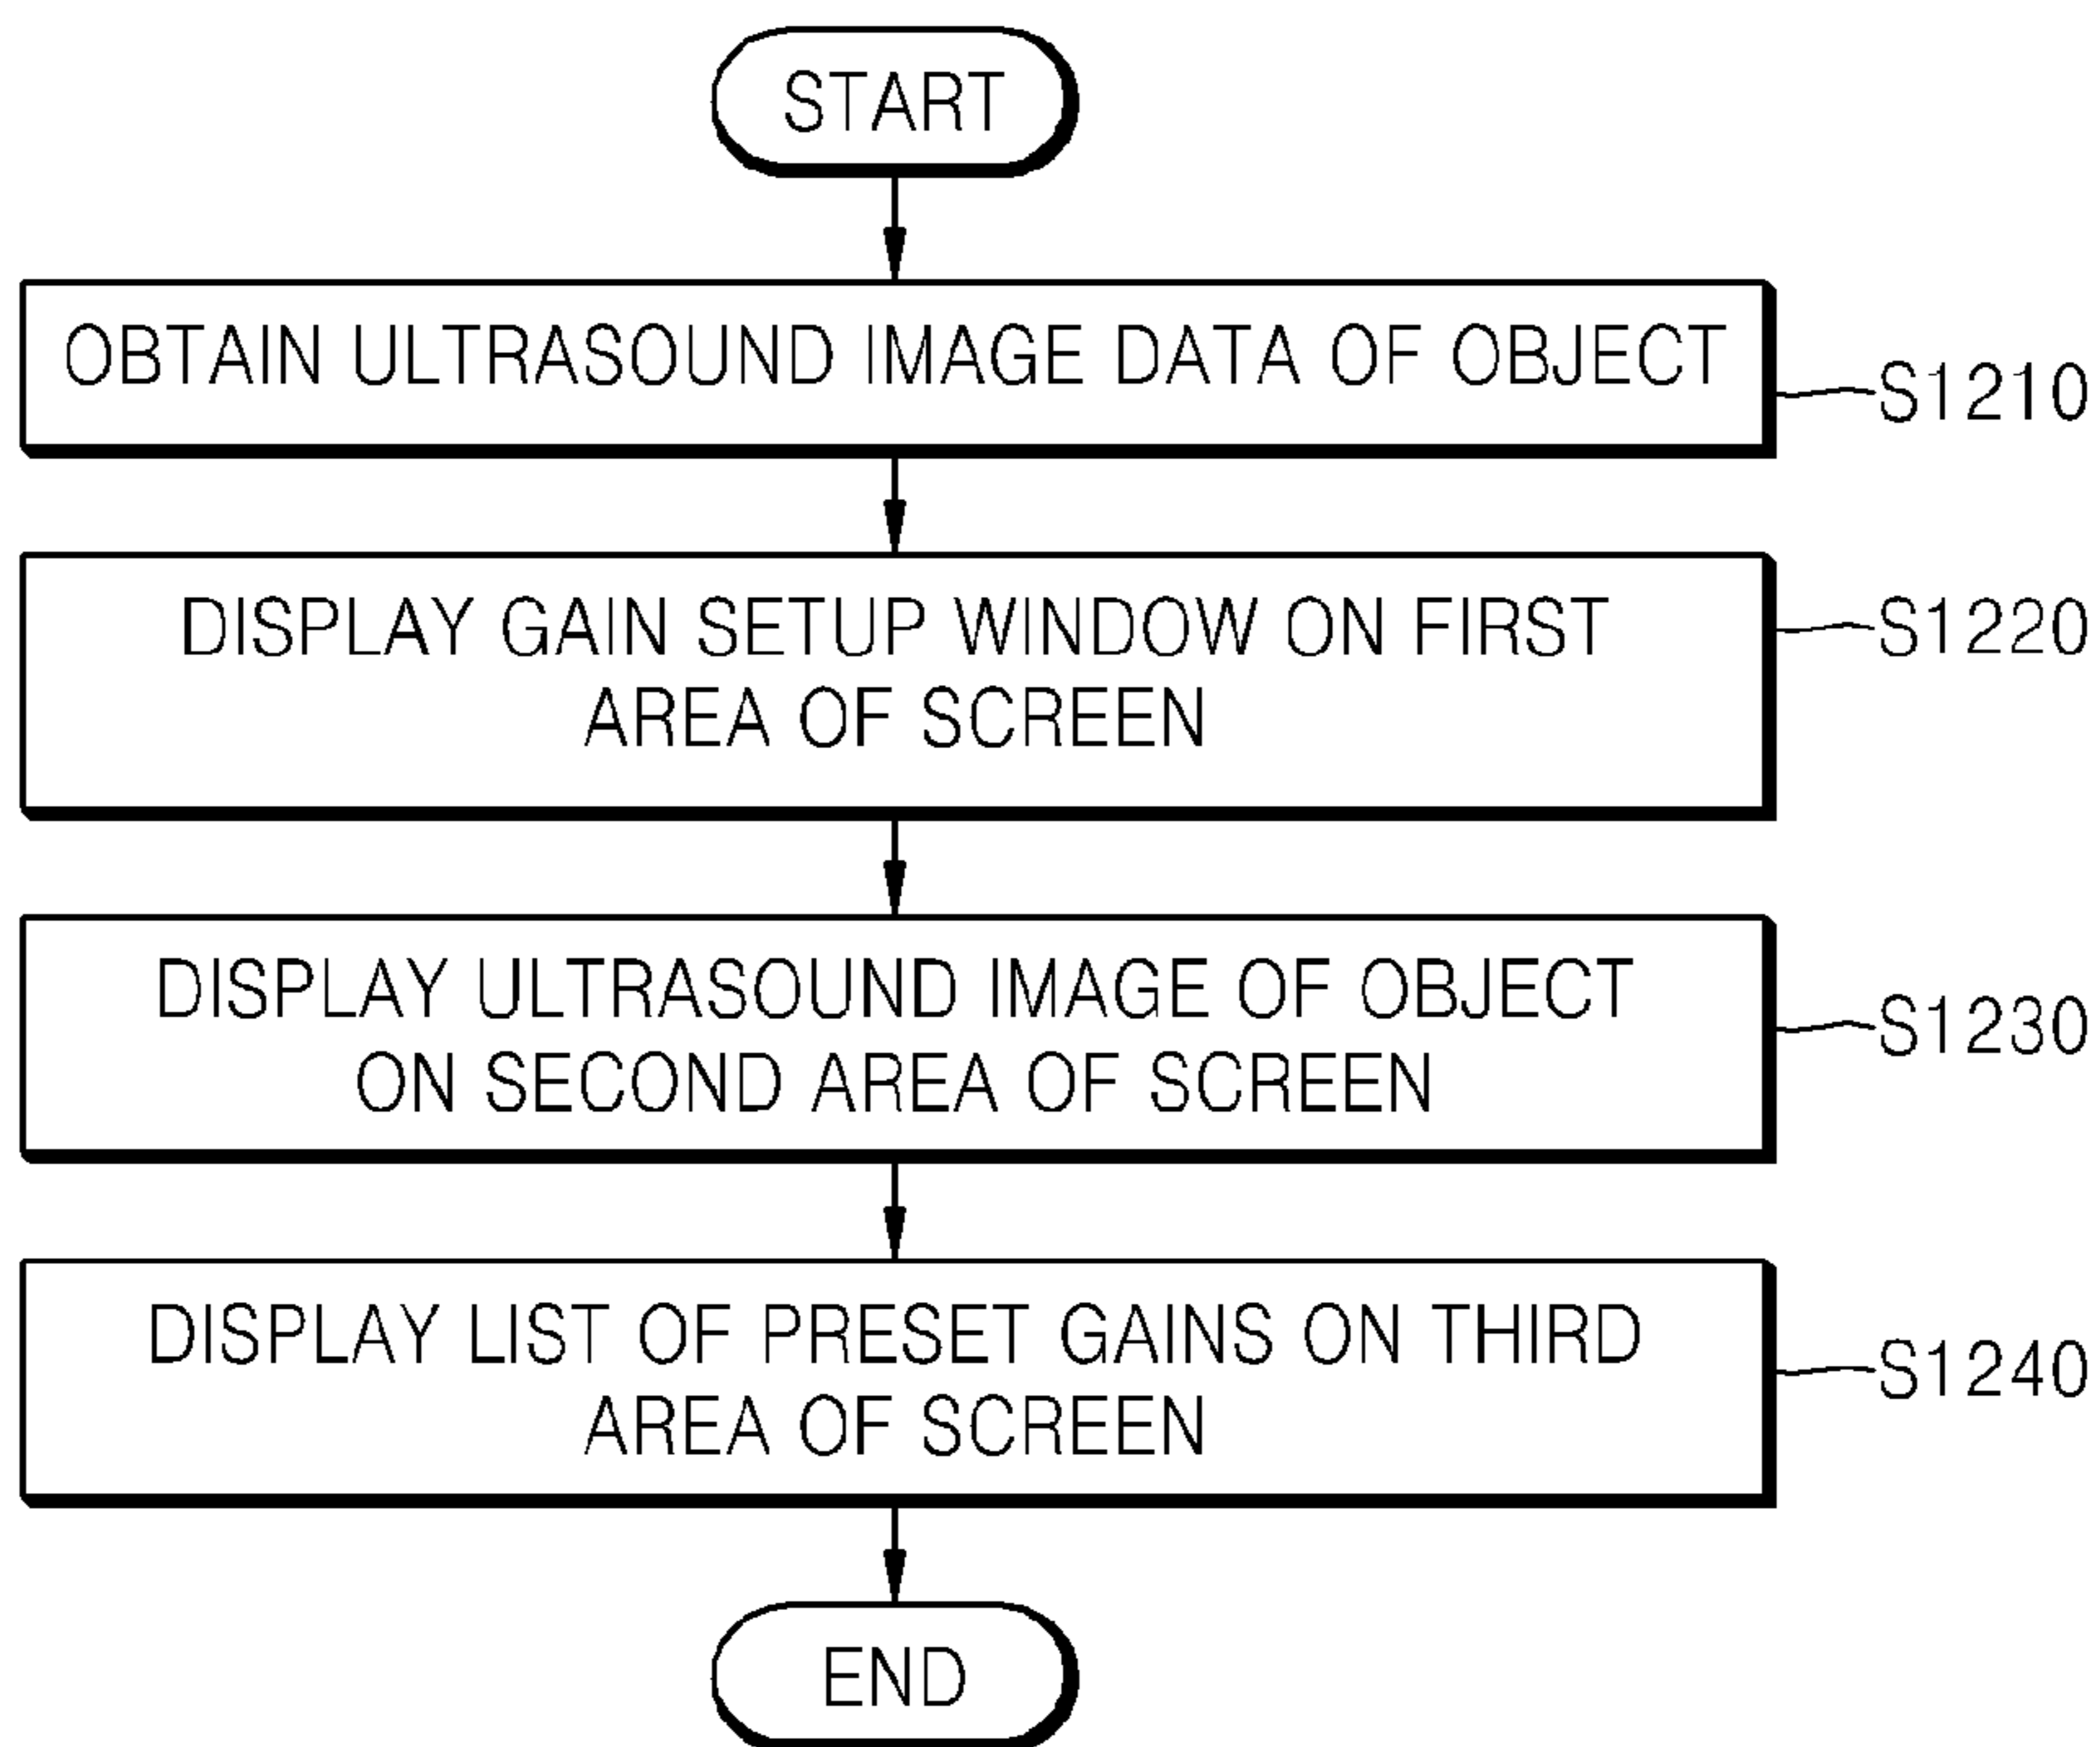 START
OBTAIN ULTRASOUND IMAGE DATA OF OBJECT
S1210
DISPLAY GAIN SETUP WINDOW ON FIRST
AREA OF SCREEN
S1220
DISPLAY ULTRASOUND IMAGE OF OBJECT
ON SECOND AREA OF SCREEN
S1230
DISPLAY LIST OF PRESET GAINS ON THIRD
AREA OF SCREEN
S1240
END